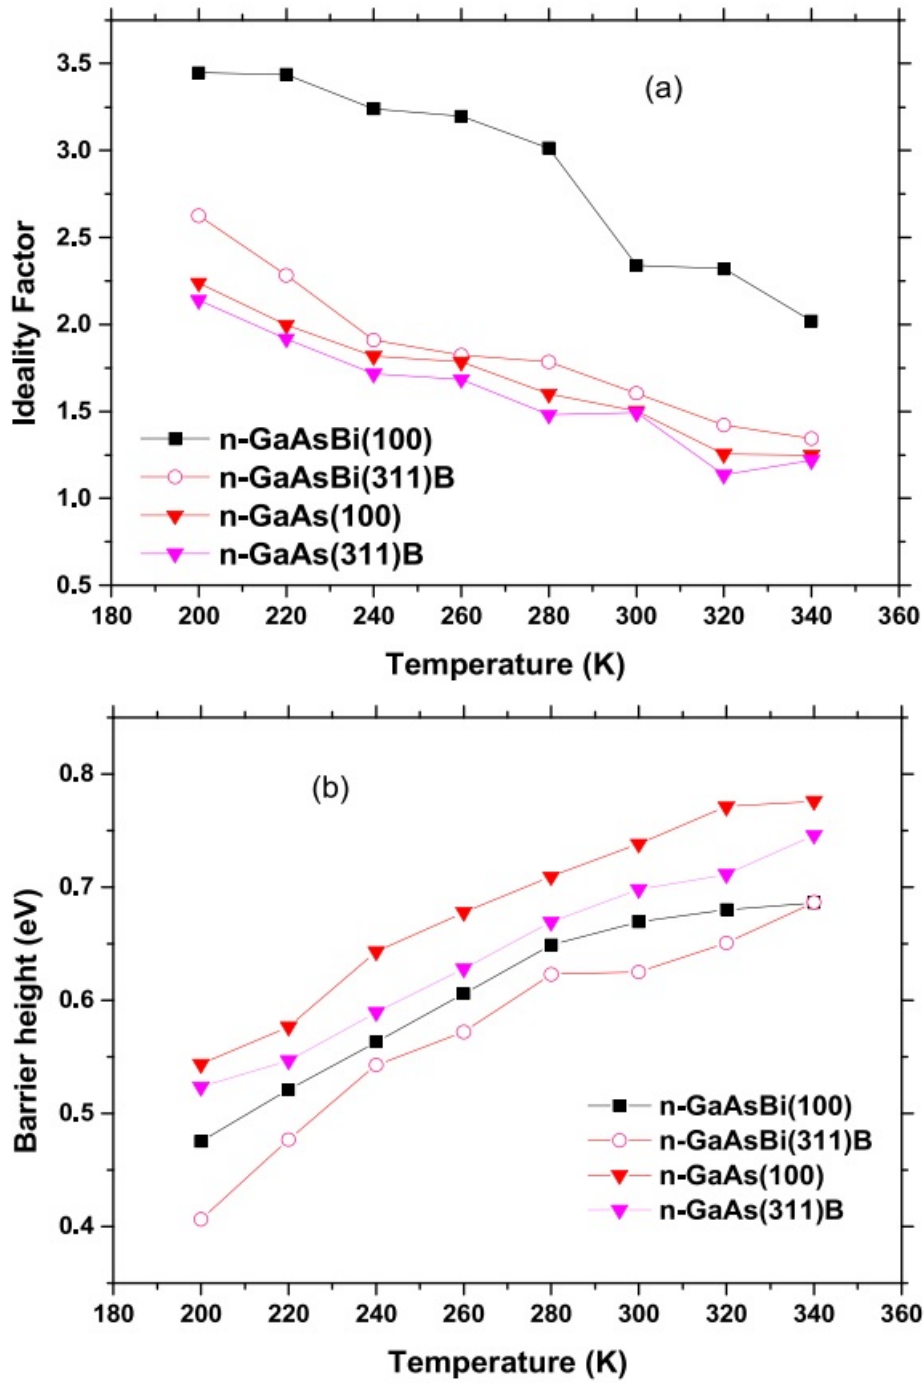 3.5
(a)
3.0
2.5
2.0
1.5
1.0
0.5
Ideality Factor
n-GaAsBi(100)
n-GaAsBi(311)B
n-GaAs(100)
n-GaAs(311)B
180 200 220 240 260 280 300 320 340 360
Temperature (K)
0.8
(b)
0.7
0.6
0.5
0.4
Barrier height (eV)
n-GaAsBi(100)
n-GaAsBi(311)B
n-GaAs(100)
n-GaAs(311)B
180 200 220 240 260 280 300 320 340 360
Temperature (K)